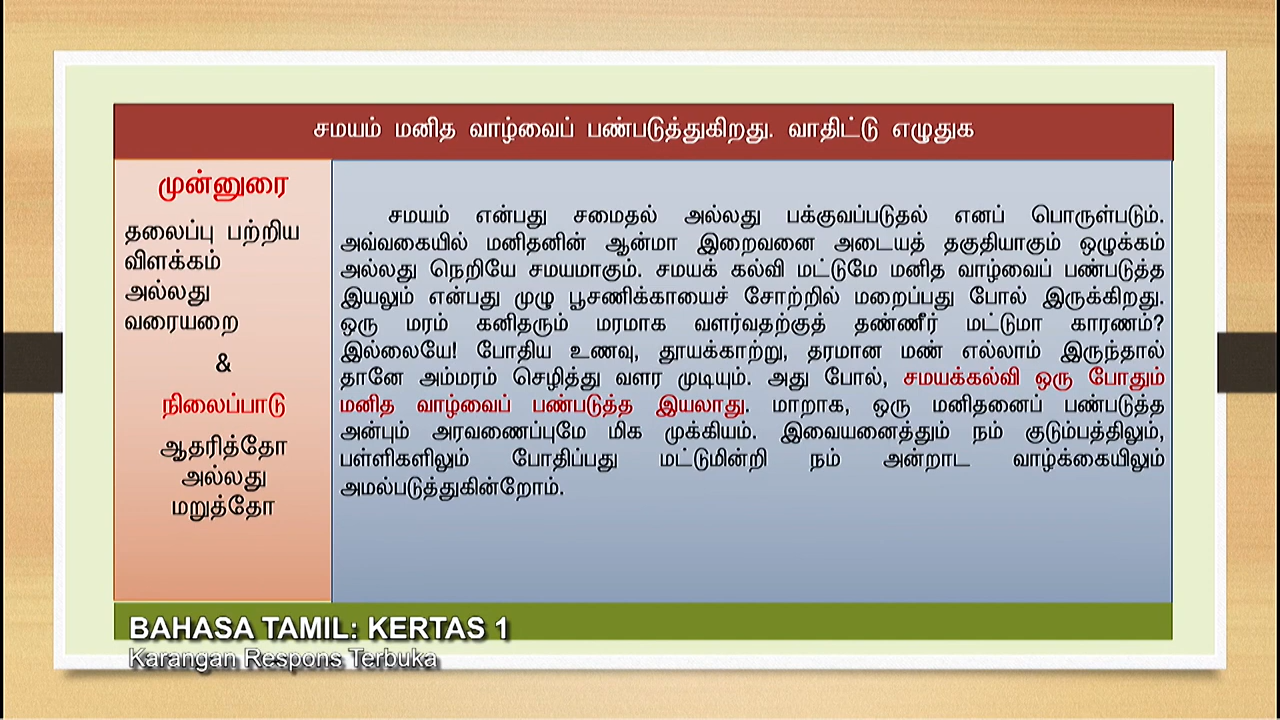 சமயம் மனித வாழ்வைப் பண்படுத்துகிறது. வாதிட்டு எழுதுக
முன்னுரை
தலைப்பு பற்றிய
விளக்கம்
அல்லது
வரையறை
&
நிலைப்பாடு
ஆதரித்தோ
அல்லது
மறுத்தோ
சமயம் என்பது சமைதல் அல்லது பக்குவப்படுதல் எனப் பொருள்படும்.
அவ்வகையில் மனிதனின் ஆன்மா இறைவனை அடையத் தகுதியாகும் ஒழுக்கம்
அல்லது நெறியே சமயமாகும். சமயக் கல்வி மட்டுமே மனித வாழ்வைப் பண்படுத்த
இயலும் என்பது முழு பூசணிக்காயைச் சோற்றில் மறைப்பது போல் இருக்கிறது.
ஒரு மரம் கனிதரும் மரமாக வளர்வதற்குத் தண்ணீர் மட்டுமா காரணம்?
இல்லையே! போதிய உணவு, தூயக்காற்று, தரமான மண் எல்லாம் இருந்தால்
தானே அம்மரம் செழித்து வளர முடியும். அது போல், சமயக்கல்வி ஒரு போதும்
மனித வாழ்வைப் பண்படுத்த இயலாது. மாறாக, ஒரு மனிதனைப் பண்படுத்த
அன்பும் அரவணைப்புமே மிக முக்கியம். இவையனைத்தும் நம் குடும்பத்திலும்,
பள்ளிகளிலும் போதிப்பது மட்டுமின்றி நம் அன்றாட வாழ்க்கையிலும்
அமல்படுத்துகின்றோம்.
BAHASA TAMIL: KERTAS 1
Karangan Respons Terbuka